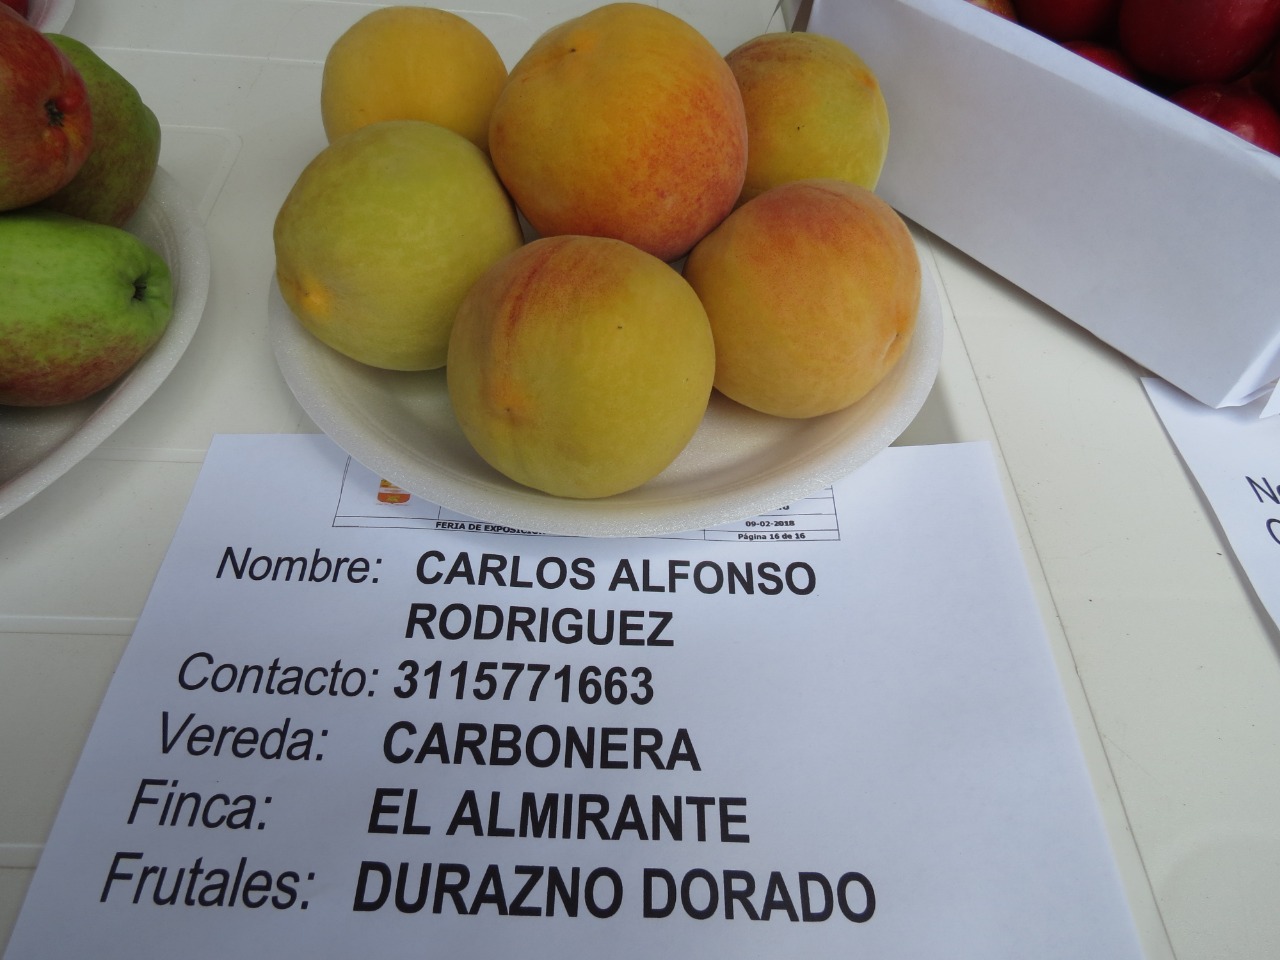 FERIA DE
09-02-2018
Página 16 de 16
Nombre: CARLOS ALFONSO
RODRIGUEZ
Contacto: 3115771663
Vereda: CARBONERA
Finca: EL ALMIRANTE
Frutales: DURAZNO DORADO